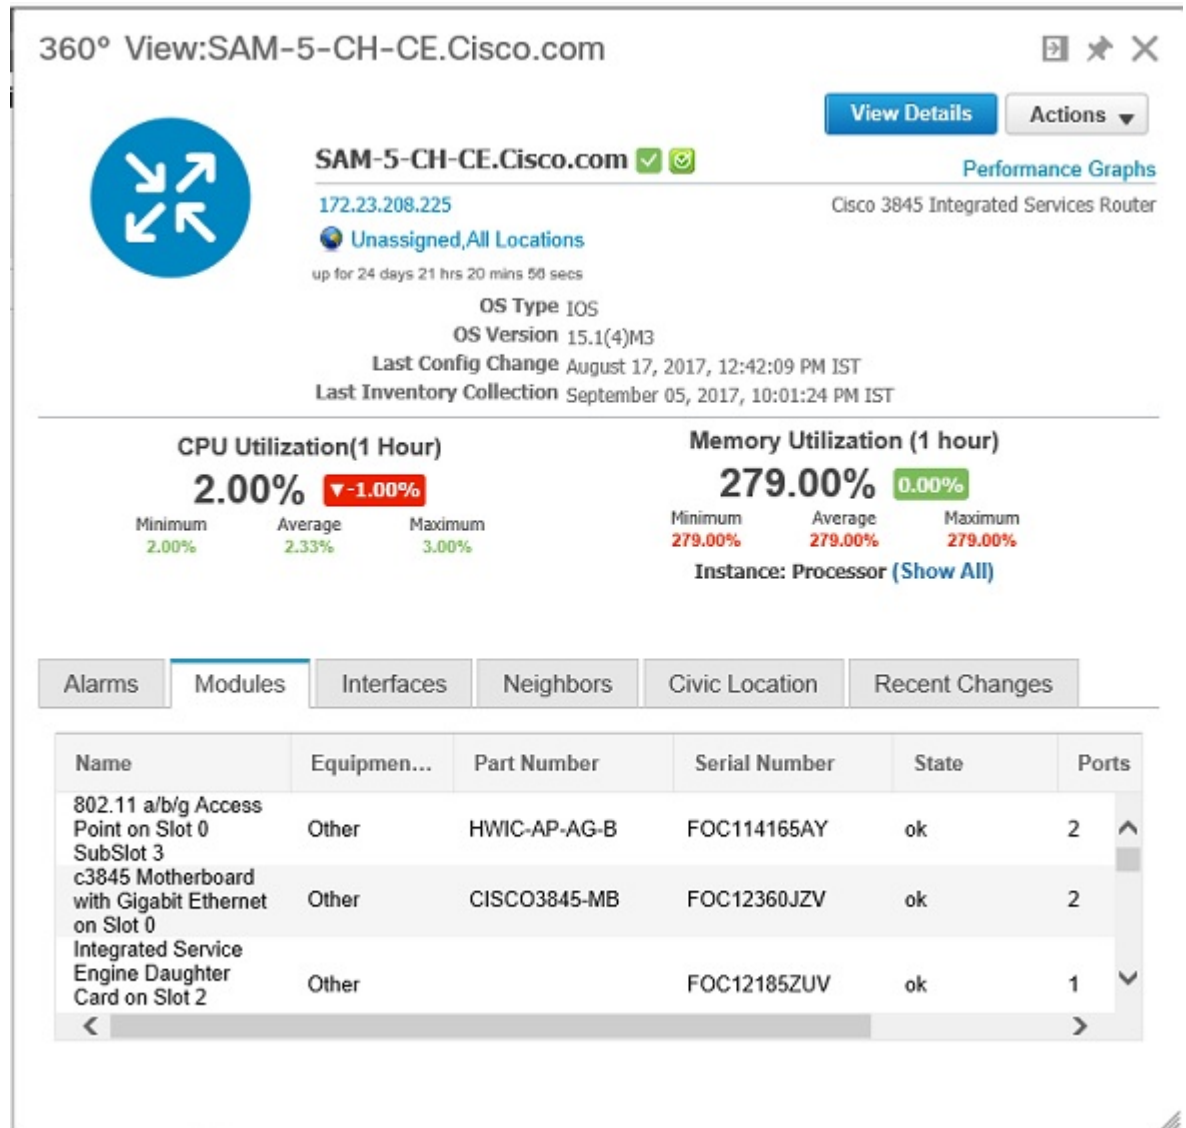 360° View:SAM-5-CH-CE.Cisco.com
View Details
Actions
SAM-5-CH-CE.Cisco.com
Performance Graphs
172.23.208.225
Cisco 3845 Integrated Services Router
Unassigned,All Locations
up for 24 days 21 hrs 20 mins 56 secs
OS Type IOS
OS Version 15.1(4)M3
Last Config Change August 17, 2017, 12:42:09 PM IST
Last Inventory Collection September 05, 2017, 10:01:24 PM IST
CPU Utilization(1 Hour)
2.00% ▼-1.00%
Minimum Average Maximum
2.00% 2.33% 3.00%
Memory Utilization (1 hour)
279.00% 0.00%
Minimum Average Maximum
279.00% 279.00% 279.00%
Instance: Processor (Show All)
Alarms Modules Interfaces Neighbors Civic Location Recent Changes
Name Equipmen... Part Number Serial Number State Ports
802.11 a/b/g Access
Point on Slot 0
SubSlot 3
Other HWIC-AP-AG-B FOC114165AY ok 2
c3845 Motherboard
with Gigabit Ethernet
on Slot 0
Other CISCO3845-MB FOC12360JZV ok 2
Integrated Service
Engine Daughter
Card on Slot 2
Other FOC12185ZUV ok 1